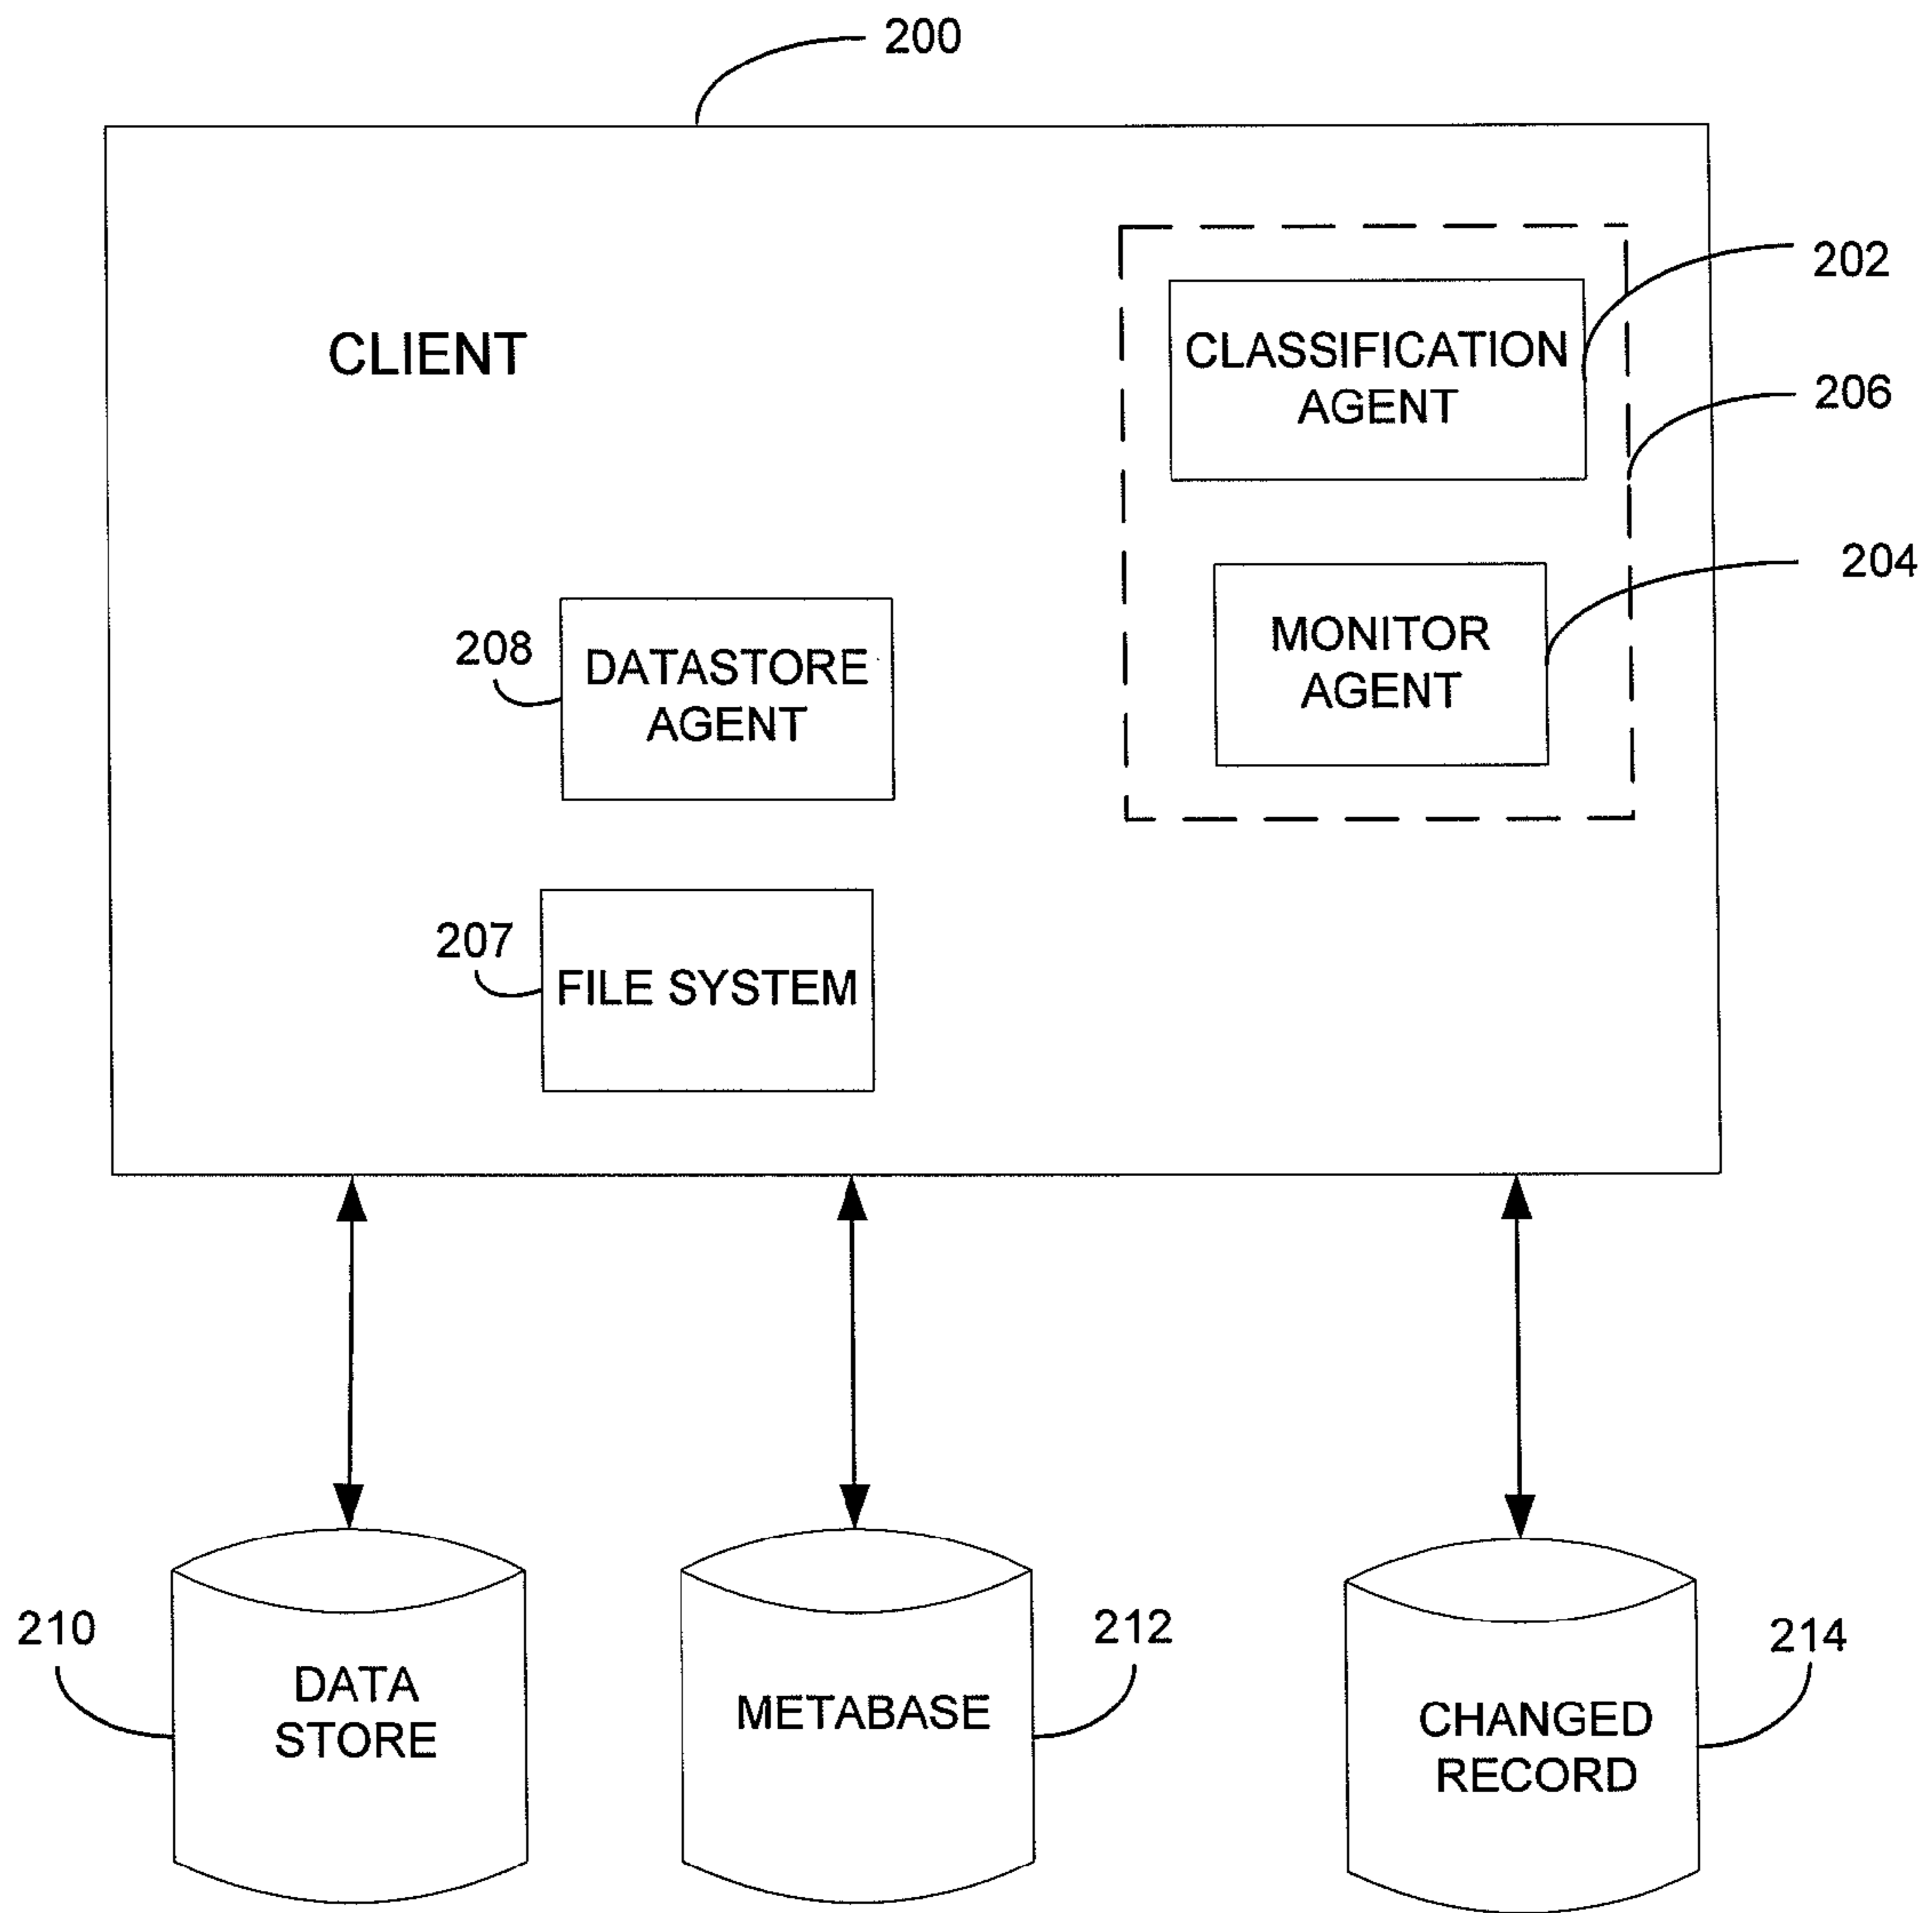 200
202
CLIENT
CLASSIFICATION
AGENT
206
204
MONITOR
AGENT
208
DATASTORE
AGENT
207
FILE SYSTEM
210
DATA
STORE
212
METABASE
214
CHANGED
RECORD